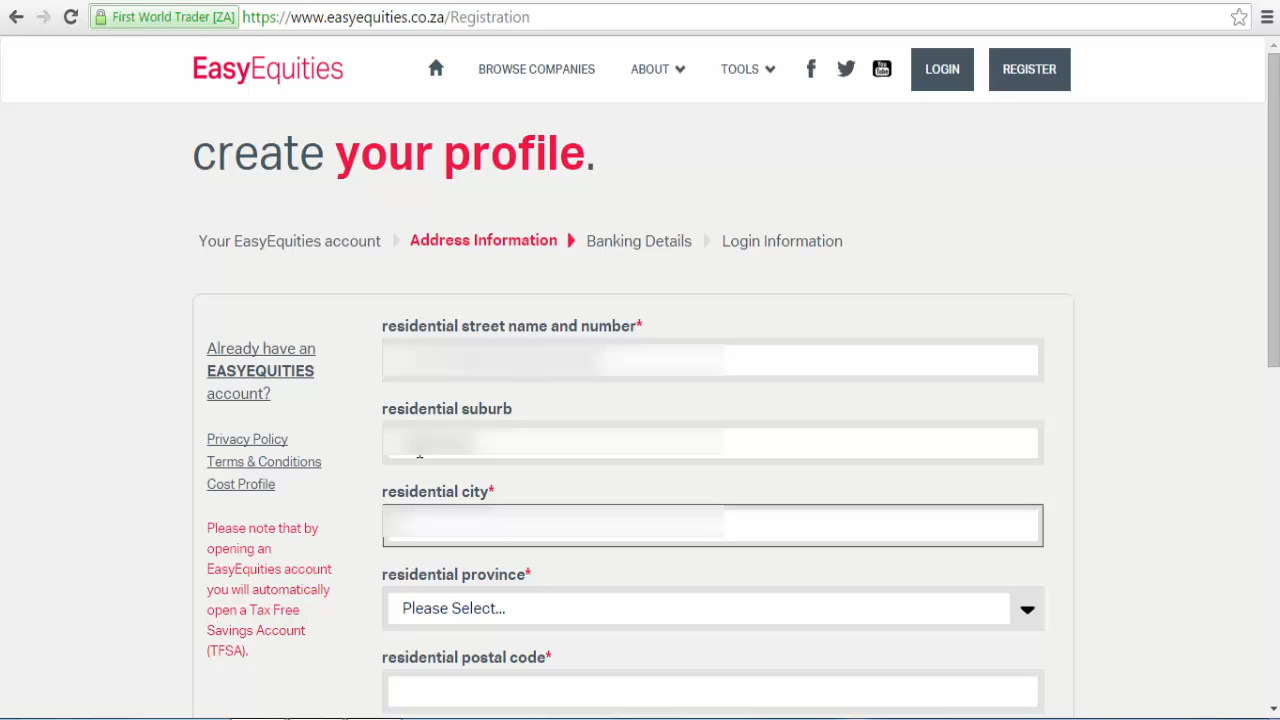 First World Trader [ZA] https://www.easyequities.co.za/Registration
EasyEquities BROWSE COMPANIES ABOUT TOOLS f You Tube LOGIN REGISTER
create your profile.
Your EasyEquities account Address Information Banking Details Login Information
Already have an
EASYEQUITIES
account?
Privacy Policy
Terms & Conditions
Cost Profile
Please note that by
opening an
EasyEquities account
you will automatically
open a Tax Free
Savings Account
(TFSA).
residential street name and number*
residential suburb
residential city*
residential province*
Please Select...
residential postal code*